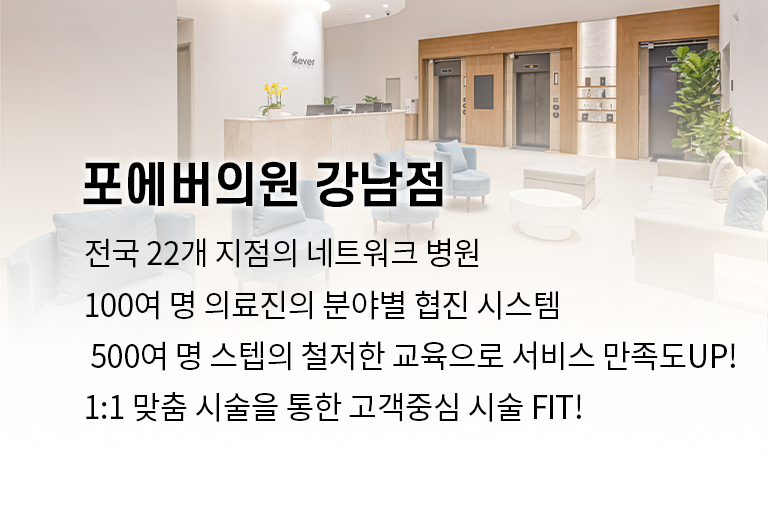 4ever
포에버의원 강남점
전국 22개 지점의 네트워크 병원
100여 명 의료진의 분야별 협진 시스템
500여 명 스텝의 철저한 교육으로 서비스 만족도UP!
1:1 맞춤 시술을 통한 고객중심 시술 FIT!